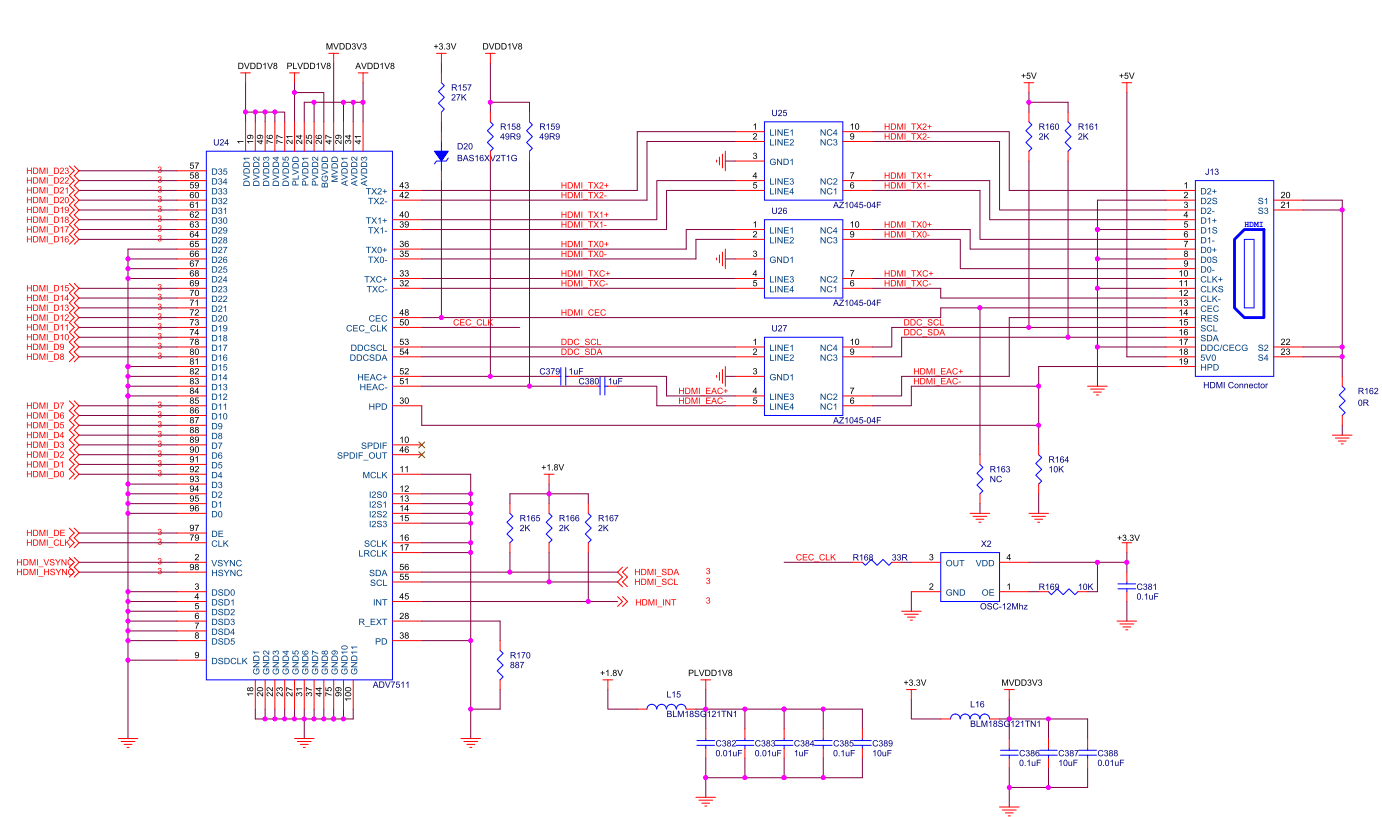 MVDD3V3
+3.3V
DVDD1V8
DVDD1V8
PLVDD1V8
AVDD1V8
+5V
+5V
R157
27K
R158
49R9
R159
49R9
D20
BAS16XV2T1G
R160
2K
R161
2K
U24
1
19
49
76
77
21
24
25
26
47
29
34
41
DVDD1
DVDD2
DVDD3
DVDD4
DVDD5
PLVDD
PVDD1
PVDD2
BGVDD
MVDD
AVDD1
AVDD2
AVDD3
HDMI_D23 3 57 D35
HDMI_D22 3 58 D34
HDMI_D21 3 59 D33
HDMI_D20 3 60 D32
HDMI_D19 3 61 D31
HDMI_D18 3 62 D30
HDMI_D17 3 63 D29
HDMI_D16 3 64 D28
65 D27
66 D26
67 D25
68 D24
HDMI_D15 3 69 D23
HDMI_D14 3 70 D22
HDMI_D13 3 71 D21
HDMI_D12 3 72 D20
HDMI_D11 3 73 D19
HDMI_D10 3 74 D18
HDMI_D9 3 78 D17
HDMI_D8 3 80 D16
81 D15
82 D14
83 D13
84 D12
HDMI_D7 3 85 D11
HDMI_D6 3 86 D10
HDMI_D5 3 87 D9
HDMI_D4 3 88 D8
HDMI_D3 3 89 D7
HDMI_D2 3 90 D6
HDMI_D1 3 91 D5
HDMI_D0 3 92 D4
93 D3
94 D2
95 D1
96 D0
HDMI_DE 3 97 DE
HDMI_CLK 3 79 CLK
HDMI_VSYNC 3 2 VSYNC
HDMI_HSYNC 3 98 HSYNC
3 DSD0
4 DSD1
5 DSD2
6 DSD3
7 DSD4
8 DSD5
9 DSDCLK
TX2+ 43 HDMI_TX2+
TX2- 42 HDMI_TX2-
TX1+ 40 HDMI_TX1+
TX1- 39 HDMI_TX1-
TX0+ 36 HDMI_TX0+
TX0- 35 HDMI_TX0-
TXC+ 33 HDMI_TXC+
TXC- 32 HDMI_TXC-
CEC 48 HDMI_CEC
CEC_CLK 50 CEC_CLK
DDCSCL 53 DDC_SCL
DDCSDA 54 DDC_SDA
HEAC+ 52 C379 1uF
HEAC- 51 C380 1uF
HDMI_EAC+
HDMI_EAC-
HPD 30
SPDIF 10
SPDIF_OUT 46
MCLK 11
I2S0 12
I2S1 13
I2S2 14
I2S3 15
SCLK 16
LRCLK 17
SDA 56
SCL 55
INT 45
R_EXT 28
PD 38
GND1
GND2
GND3
GND4
GND5
GND6
GND7
GND8
GND9
GND10
GND11
18
20
22
23
27
31
37
44
75
99
100
ADV7511
U25
1 LINE1 NC4 10 HDMI_TX2+
2 LINE2 NC3 9 HDMI_TX2-
3 GND1
4 LINE3 NC2 7 HDMI_TX1+
5 LINE4 NC1 6 HDMI_TX1-
AZ1045-04F
U26
1 LINE1 NC4 10 HDMI_TX0+
2 LINE2 NC3 9 HDMI_TX0-
3 GND1
4 LINE3 NC2 7 HDMI_TXC+
5 LINE4 NC1 6 HDMI_TXC-
AZ1045-04F
U27
1 LINE1 NC4 10 DDC_SCL
2 LINE2 NC3 9 DDC_SDA
3 GND1
4 LINE3 NC2 7 HDMI_EAC+
5 LINE4 NC1 6 HDMI_EAC-
AZ1045-04F
J13
1 D2+
2 D2S
3 D2-
4 D1+
5 D1S
6 D1-
7 D0+
8 D0S
9 D0-
10 CLK+
11 CLKS
12 CLK-
13 CEC
14 RES
15 SCL
16 SDA
17 DDC/CECG
18 5V0
19 HPD
S1 20
S3 21
S2 22
S4 23
HDMI
HDMI Connector
R162
0R
R163
NC
R164
10K
+1.8V
R165
2K
R166
2K
R167
2K
HDMI_SDA 3
HDMI_SCL 3
HDMI_INT 3
R170
887
CEC_CLK R168 33R
X2
3 OUT VDD 4
2 GND OE 1
OSC-12Mhz
R169 10K
+3.3V
C381
0.1uF
+1.8V
PLVDD1V8
L15
BLM18SG121TN1
C382
0.01uF
C383
0.01uF
C384
1uF
C385
0.1uF
C389
10uF
+3.3V
MVDD3V3
L16
BLM18SG121TN1
C386
0.1uF
C387
10uF
C388
0.01uF